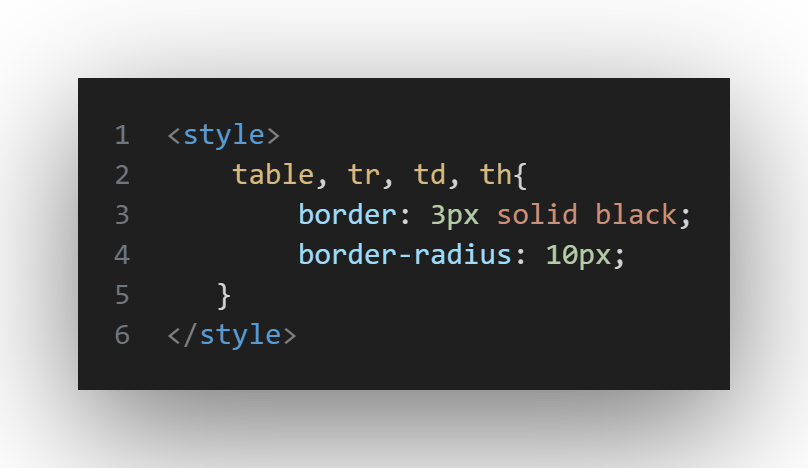 1 <style>
2     table, tr, td, th{
3         border: 3px solid black;
4         border-radius: 10px;
5    }
6 </style>